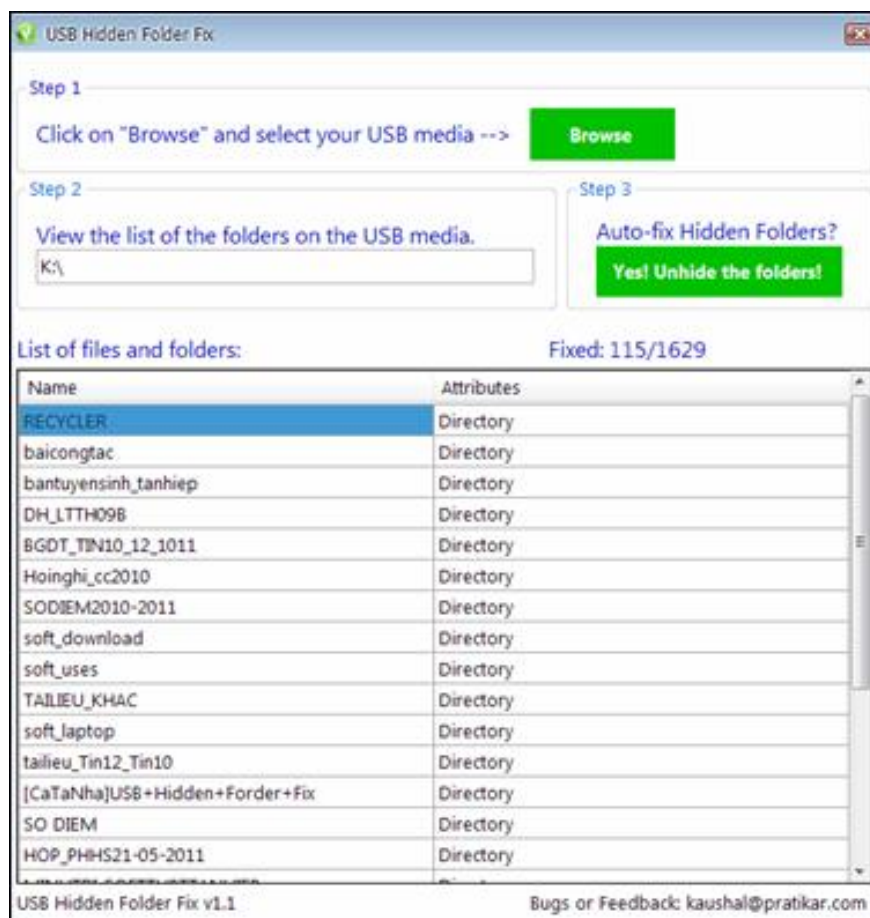 USB Hidden Folder Fix
Step 1
Click on "Browse" and select your USB media --> Browse
Step 2
View the list of the folders on the USB media.
K:\
Step 3
Auto-fix Hidden Folders?
Yes! Unhide the folders!
List of files and folders: Fixed: 115/1629
Name Attributes
RECYCLER Directory
baicongtac Directory
bantuyensinh_tanhiep Directory
DH_LTTH09B Directory
BGDT_TIN10_12_1011 Directory
Hoinghi_cc2010 Directory
SODIEM2010-2011 Directory
soft_download Directory
soft_uses Directory
TAILIEU_KHAC Directory
soft_laptop Directory
tailieu_Tin12_Tin10 Directory
[CaTaNha]USB+Hidden+Forder+Fix Directory
SO DIEM Directory
HOP_PHHS21-05-2011 Directory
USB Hidden Folder Fix v1.1 Bugs or Feedback: kaushal@pratikar.com